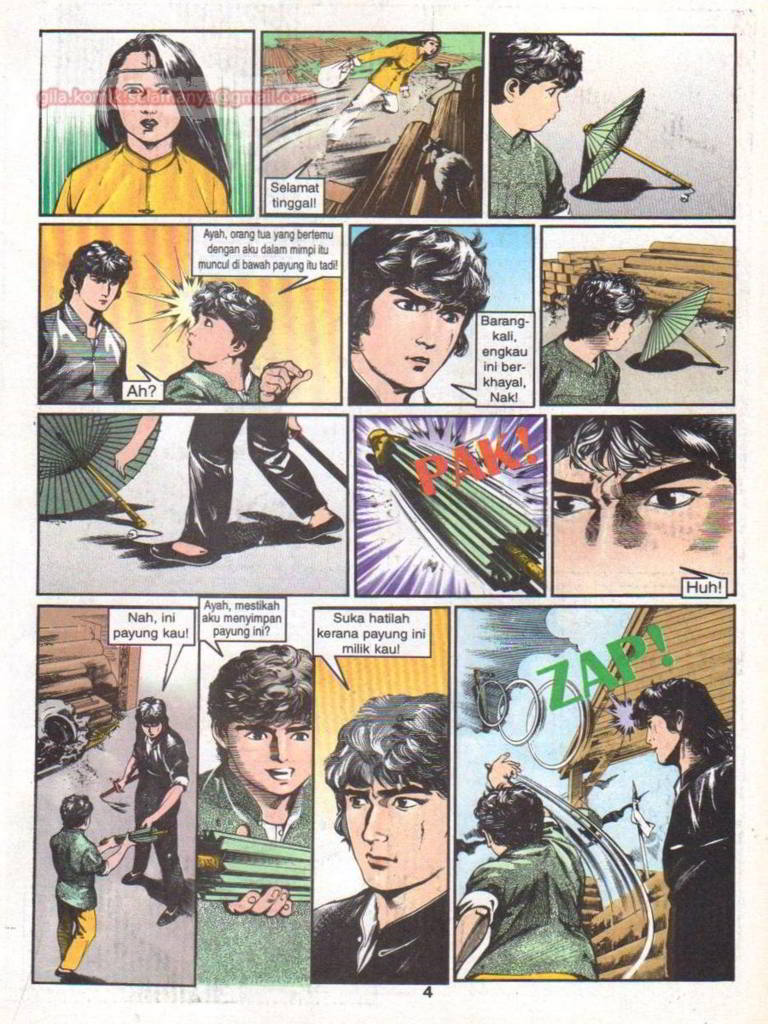 gila.komik.istimewanya@gmail.com
Selamat
tinggal!
Ayah, orang tua yang bertemu
dengan aku dalam mimpi itu
muncul di bawah payung itu tadi!
Ah?
Barang-
kali,
engkau
ini ber-
khayal,
Nak!
PAK!
Huh!
Nah, ini
payung kau!
Ayah, mestikah
aku menyimpan
payung ini?
Suka hatilah
kerana payung ini
milik kau!
ZAP!
4